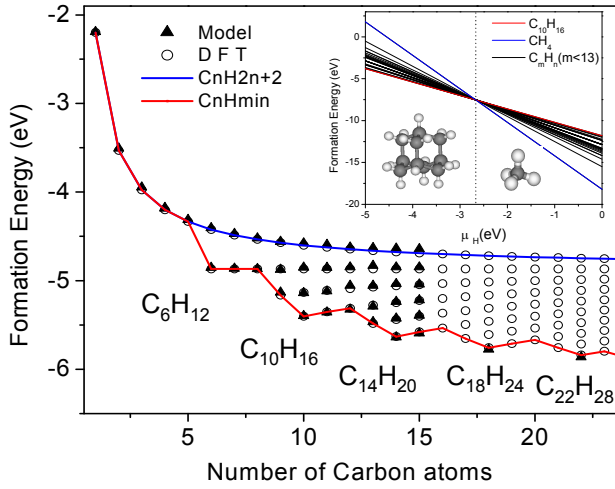 Formation Energy (eV)
-2
-3
-4
-5
-6
5
10
15
20
Number of Carbon atoms
Model
D F T
CnH2n+2
CnHmin
C6H12
C10H16
C14H20
C18H24
C22H28
Formation Energy (eV)
0
-5
-10
-15
-20
-5
-4
-3
-2
-1
0
μH(eV)
C10H16
CH4
CmHn(m<13)